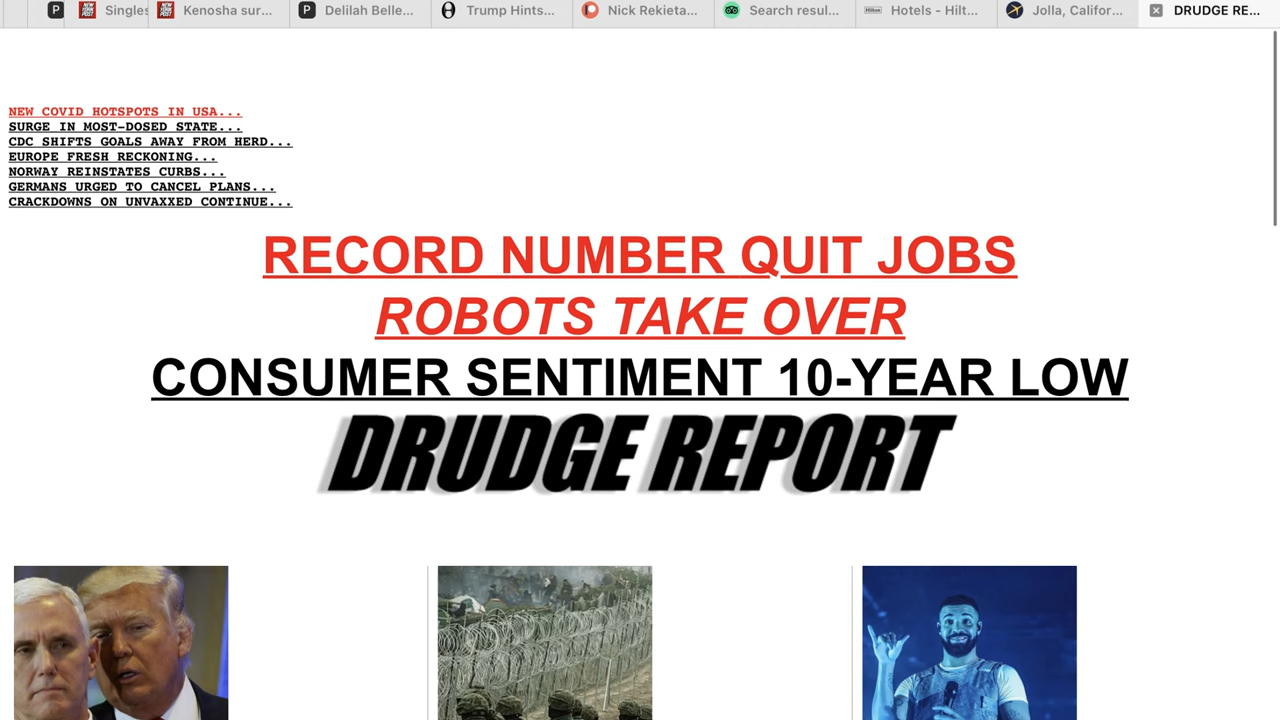 Singles
Kenosha sur...
Delilah Belle...
Trump Hints...
Nick Rekieta...
Search resul...
Hilton
Hotels - Hilt...
Jolla, Califor...
DRUDGE RE...
NEW COVID HOTSPOTS IN USA...
SURGE IN MOST-DOSED STATE...
CDC SHIFTS GOALS AWAY FROM HERD...
EUROPE FRESH RECKONING...
NORWAY REINSTATES CURBS...
GERMANS URGED TO CANCEL PLANS...
CRACKDOWNS ON UNVAXXED CONTINUE...
RECORD NUMBER QUIT JOBS
ROBOTS TAKE OVER
CONSUMER SENTIMENT 10-YEAR LOW
DRUDGE REPORT